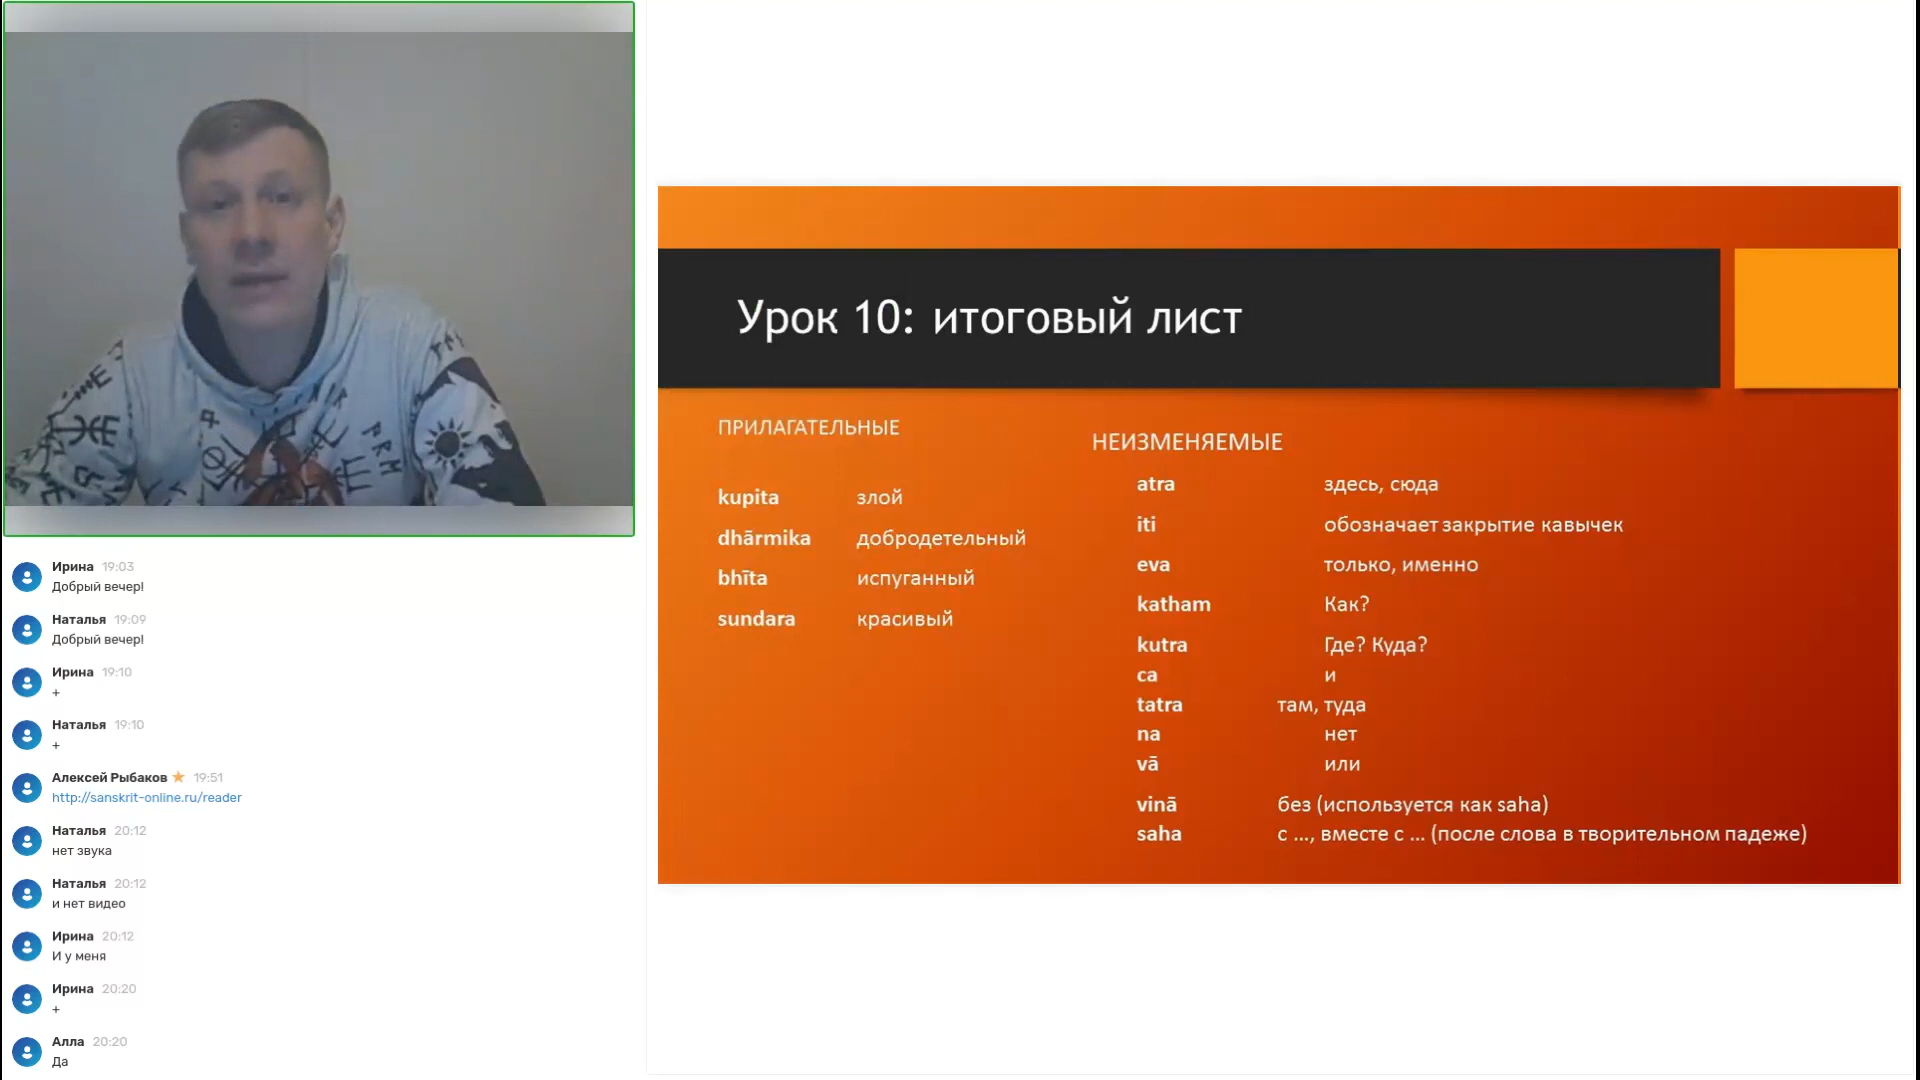 Ирина 19:03
Добрый вечер!
Наталья 19:09
Добрый вечер!
Ирина 19:10
+
Наталья 19:10
+
Алексей Рыбаков 19:51
http://sanskrit-online.ru/reader
Наталья 20:12
нет звука
Наталья 20:12
и нет видео
Ирина 20:12
И у меня
Ирина 20:20
+
Алла 20:20
Да
Урок 10: итоговый лист
ПРИЛАГАТЕЛЬНЫЕ
kupita злой
dhārmika добродетельный
bhīta испуганный
sundara красивый
НЕИЗМЕНЯЕМЫЕ
atra здесь, сюда
iti обозначает закрытие кавычек
eva только, именно
katham Как?
kutra Где? Куда?
ca и
tatra там, туда
na нет
vā или
vinā без (используется как saha)
saha с ..., вместе с ... (после слова в творительном падеже)